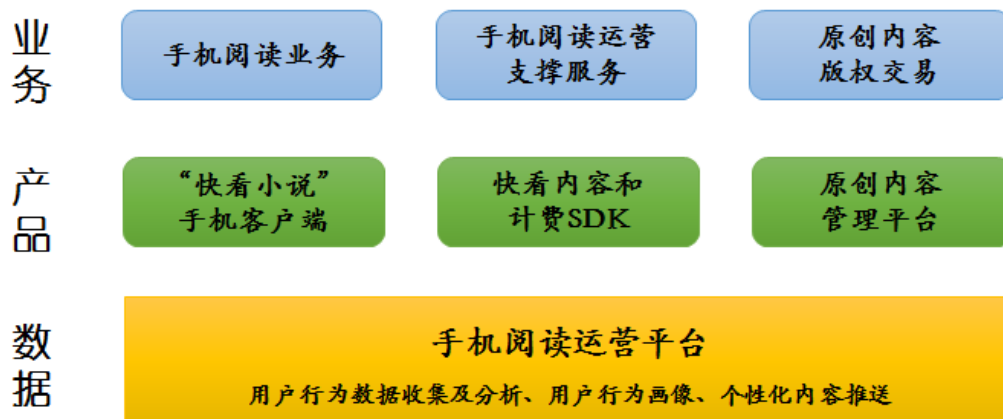 业务
手机阅读业务
手机阅读运营
支撑服务
原创内容
版权交易
产品
“快看小说”
手机客户端
快看内容和
计费SDK
原创内容
管理平台
数据
手机阅读运营平台
用户行为数据收集及分析、用户行为画像、个性化内容推送